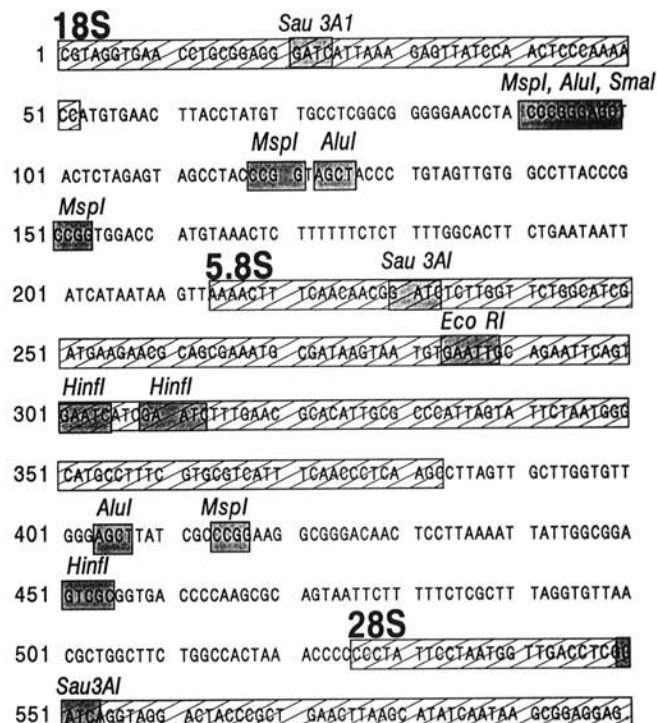 18S
Sau 3A1
1 CGTAGGTGAA CCTGCGGAGG GATCATTAAA GAGTTATCCA ACTCCCAAAA
MspI, AluI, SmaI
51 CCATGTGAAC TTACCTATGT TGCCTCGGCG GGGGAACCTA CCCGGGAGCT
MspI AluI
101 ACTCTAGAGT AGCCTACCCG GTAGCTACCC TGTAGTTGTG GCCTTACCCG
MspI
151 CCGGTGGACC ATGTAAACTC TTTTTTCTCT TTTGGCACTT CTGAATAATT
5.8S
Sau 3AI
201 ATCATAATAA GTTAAAACTT TCAACAACGG ATCTCTTGGT TCTGGCATCG
Eco RI
251 ATGAAGAACG CAGCGAAATG CGATAAGTAA TGTGAATTGC AGAATTCAGT
HinfI HinfI
301 GAATCATCGA ATCTTTGAAC GCACATTGCG CCCATTAGTA TTCTAATGGG
351 CATGCCTTTC GTGCGTCATT TCAACCCTCA AGCCTTAGTT GCTTGGTGTT
AluI MspI
401 GGGAGCTTAT CGCCCGGAAG GCGGGACAAC TCCTTAAAAT TATTGGCGGA
HinfI
451 GTCGCGGTGA CCCCAAGCGC AGTAATTCTT TTTCTCGCTT TAGGTGTTAA
28S
501 CGCTGGCTTC TGGCCACTAA ACCCCCCCTA TTCCTAATGG TTGACCTCGG
Sau3AI
551 ATCAGGTAGG ACTACCCGCT GAACTTAAGC ATATCAATAA GCGGAGGAG